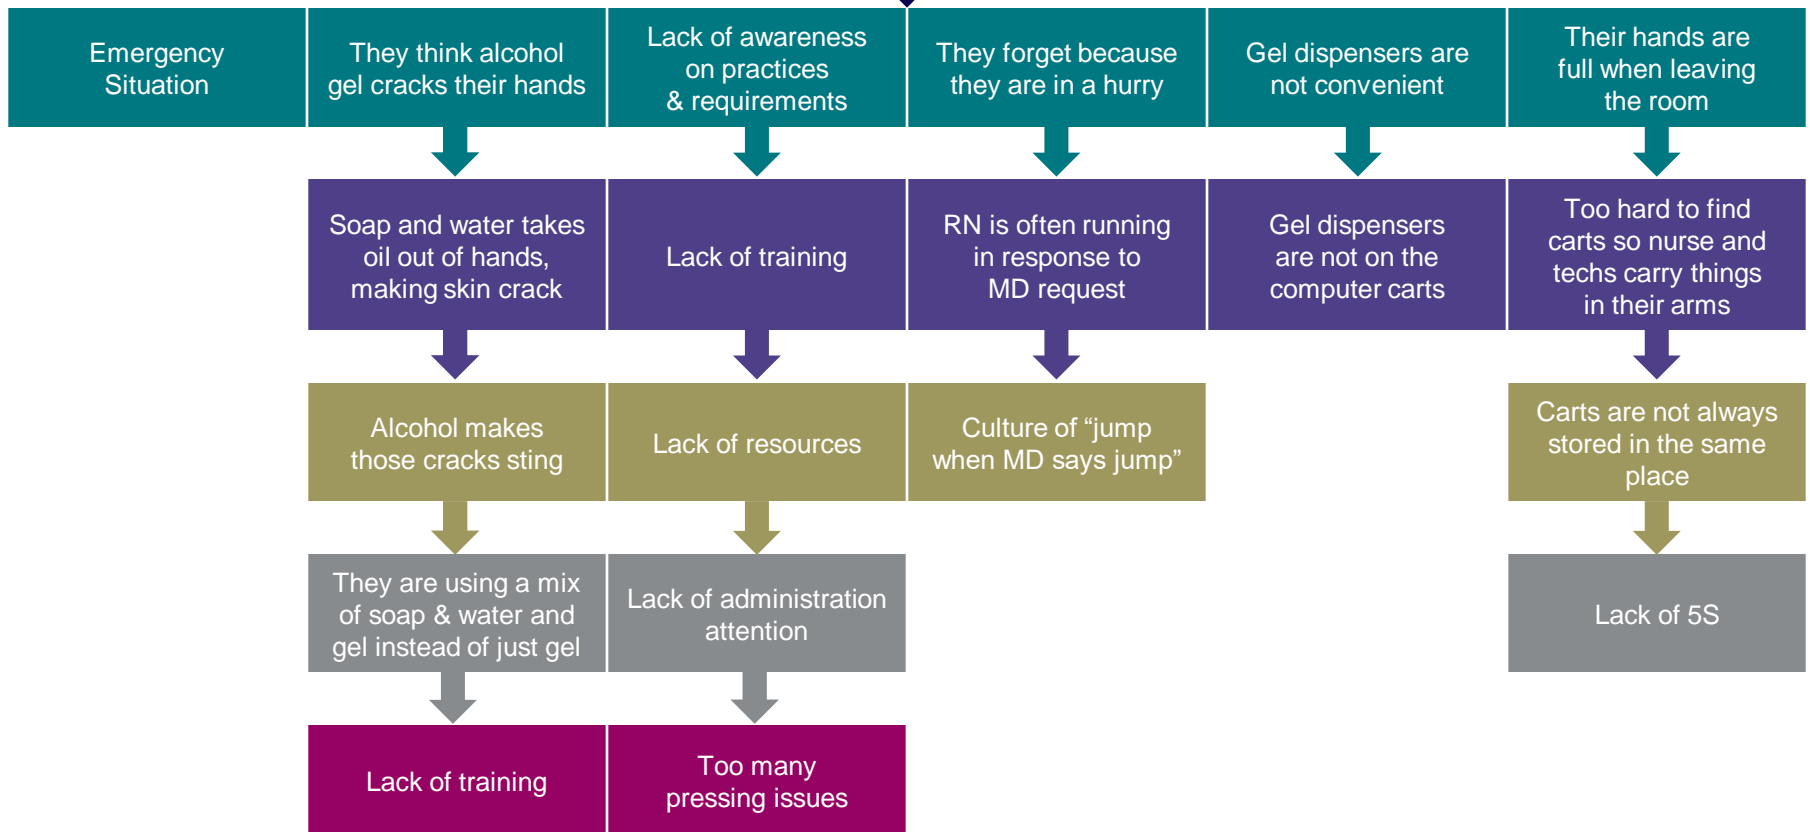 Emergency
Situation
They think alcohol
gel cracks their hands
Lack of awareness
on practices
& requirements
They forget because
they are in a hurry
Gel dispensers are
not convenient
Their hands are
full when leaving
the room
Soap and water takes
oil out of hands,
making skin crack
Lack of training
RN is often running
in response to
MD request
Gel dispensers
are not on the
computer carts
Too hard to find
carts so nurse and
techs carry things
in their arms
Alcohol makes
those cracks sting
Lack of resources
Culture of “jump
when MD says jump”
Carts are not always
stored in the same
place
They are using a mix
of soap & water and
gel instead of just gel
Lack of administration
attention
Lack of 5S
Lack of training
Too many
pressing issues